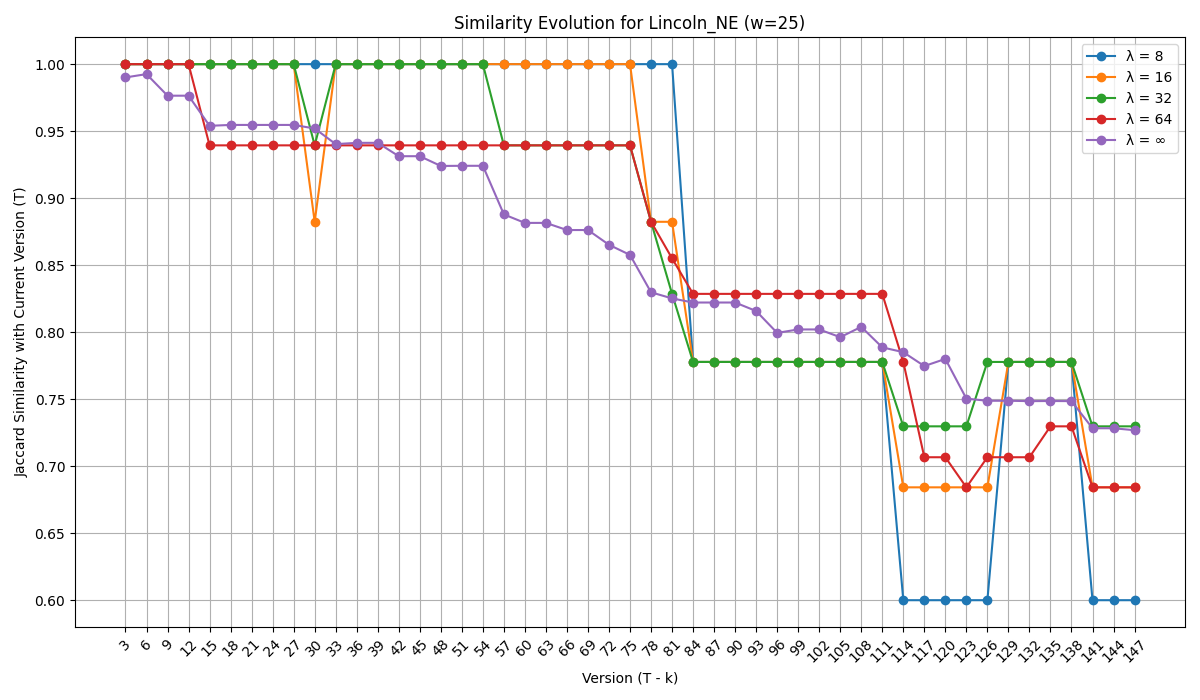 Similarity Evolution for Lincoln_NE (w=25)
λ = 8
λ = 16
λ = 32
λ = 64
λ = ∞
Jaccard Similarity with Current Version (T)
1.00
0.95
0.90
0.85
0.80
0.75
0.70
0.65
0.60
3 6 9 12 15 18 21 24 27 30 33 36 39 42 45 48 51 54 57 60 63 66 69 72 75 78 81 84 87 90 93 96 99 102 105 108 111 114 117 120 123 126 129 132 135 138 141 144 147
Version (T - k)